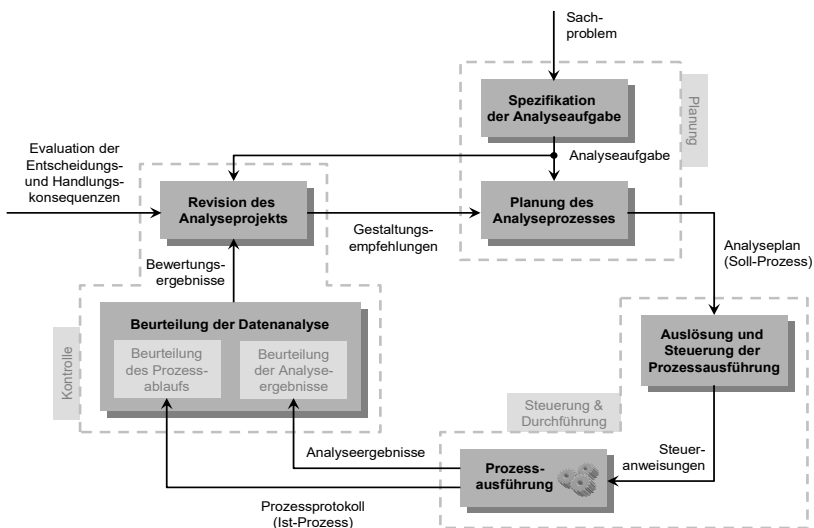 Sach-
problem
Spezifikation
der Analyseaufgabe
Planung
Evaluation der
Entscheidungs-
und Handlungs-
konsequenzen
Analyseaufgabe
Revision des
Analyseprojekts
Planung des
Analyseprozesses
Gestaltungs-
empfehlungen
Analyseplan
(Soll-Prozess)
Bewertungs-
ergebnisse
Beurteilung der Datenanalyse
Beurteilung
des Prozess-
ablaufs
Beurteilung
der Analyse-
ergebnisse
Kontrolle
Auslösung und
Steuerung der
Prozessausführung
Steuerung &
Durchführung
Steuer-
anweisungen
Analyseergebnisse
Prozess-
ausführung
Prozessprotokoll
(Ist-Prozess)